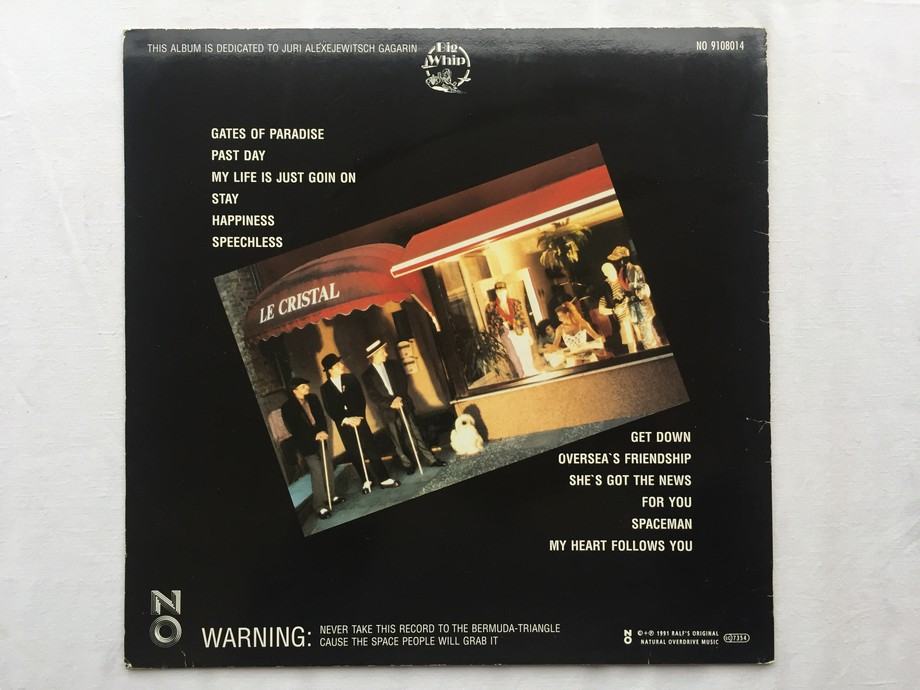 THIS ALBUM IS DEDICATED TO JURI ALEXEJEWITSCH GAGARIN
Big
Whip
NO 9108014
GATES OF PARADISE
PAST DAY
MY LIFE IS JUST GOIN ON
STAY
HAPPINESS
SPEECHLESS
LE CRISTAL
GET DOWN
OVERSEA`S FRIENDSHIP
SHE`S GOT THE NEWS
FOR YOU
SPACEMAN
MY HEART FOLLOWS YOU
NO
WARNING: NEVER TAKE THIS RECORD TO THE BERMUDA-TRIANGLE
CAUSE THE SPACE PEOPLE WILL GRAB IT
NO
©+℗ 1991 RALF'S ORIGINAL
NATURAL OVERDRIVE MUSIC
LC 7354